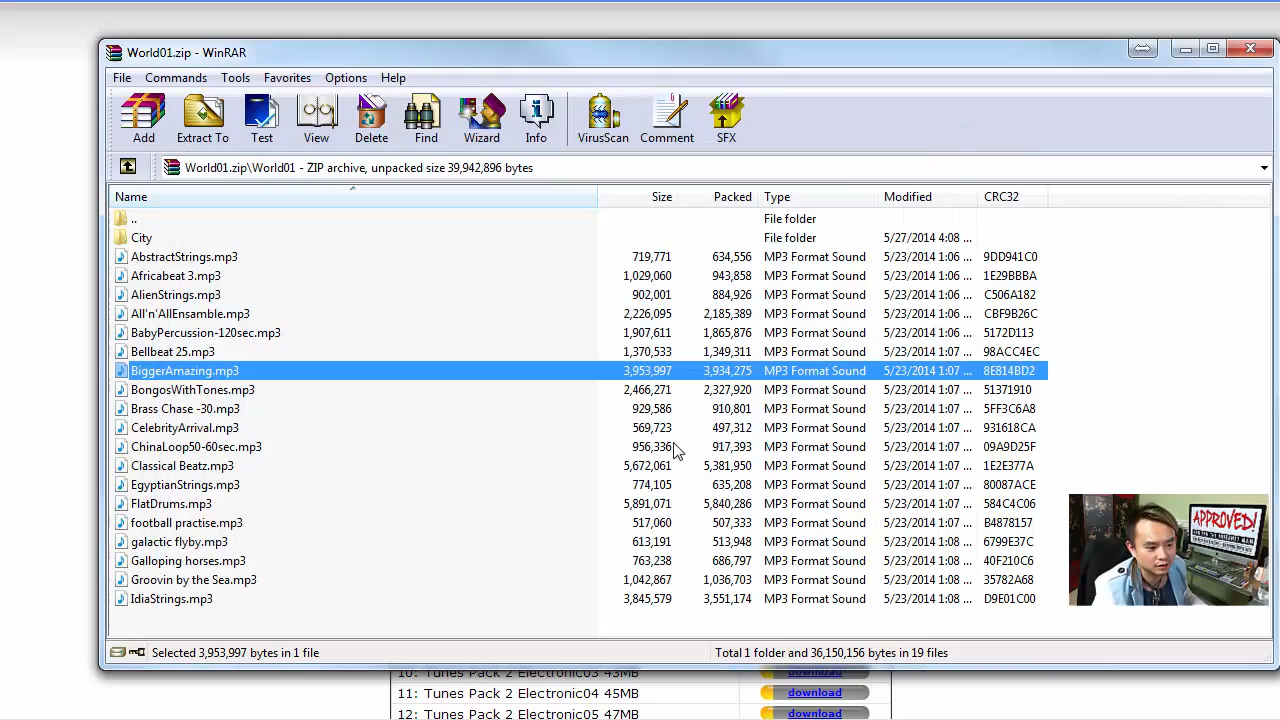 World01.zip - WinRAR
File Commands Tools Favorites Options Help
Add Extract To Test View Delete Find Wizard Info VirusScan Comment SFX
World01.zip\World01 - ZIP archive, unpacked size 39,942,896 bytes
Name Size Packed Type Modified CRC32
.. File folder
City File folder 5/27/2014 4:08 ...
AbstractStrings.mp3 719,771 634,556 MP3 Format Sound 5/23/2014 1:06 ... 9DD941C0
Africabeat 3.mp3 1,029,060 943,858 MP3 Format Sound 5/23/2014 1:06 ... 1E29BBBA
AlienStrings.mp3 902,001 884,926 MP3 Format Sound 5/23/2014 1:06 ... C506A182
All'n'AllEnsamble.mp3 2,226,095 2,185,389 MP3 Format Sound 5/23/2014 1:06 ... CBF9B26C
BabyPercussion-120sec.mp3 1,907,611 1,865,876 MP3 Format Sound 5/23/2014 1:06 ... 5172D113
Bellbeat 25.mp3 1,370,533 1,349,311 MP3 Format Sound 5/23/2014 1:07 ... 98ACC4EC
BiggerAmazing.mp3 3,953,997 3,934,275 MP3 Format Sound 5/23/2014 1:07 ... 8E814BD2
BongosWithTones.mp3 2,466,271 2,327,920 MP3 Format Sound 5/23/2014 1:07 ... 51371910
Brass Chase -30.mp3 929,586 910,801 MP3 Format Sound 5/23/2014 1:07 ... 5FF3C6A8
CelebrityArrival.mp3 569,723 497,312 MP3 Format Sound 5/23/2014 1:07 ... 931618CA
ChinaLoop50-60sec.mp3 956,336 917,393 MP3 Format Sound 5/23/2014 1:07 ... 09A9D25F
Classical Beatz.mp3 5,672,061 5,381,950 MP3 Format Sound 5/23/2014 1:07 ... 1E2E377A
EgyptianStrings.mp3 774,105 635,208 MP3 Format Sound 5/23/2014 1:07 ... 80087ACE
FlatDrums.mp3 5,891,071 5,840,286 MP3 Format Sound 5/23/2014 1:07 ... 584C4C06
football practise.mp3 517,060 507,333 MP3 Format Sound 5/23/2014 1:07 ... B4878157
galactic flyby.mp3 613,191 513,948 MP3 Format Sound 5/23/2014 1:08 ... 6799E37C
Galloping horses.mp3 763,238 686,797 MP3 Format Sound 5/23/2014 1:08 ... 40F210C6
Groovin by the Sea.mp3 1,042,867 1,036,703 MP3 Format Sound 5/23/2014 1:08 ... 35782A68
IdiaStrings.mp3 3,845,579 3,551,174 MP3 Format Sound 5/23/2014 1:08 ... D9E01C00
APPROVED!
Selected 3,953,997 bytes in 1 file Total 1 folder and 36,150,156 bytes in 19 files
10: Tunes Pack 2 Electronic03 43MB download
11: Tunes Pack 2 Electronic04 45MB download
12: Tunes Pack 2 Electronic05 47MB download